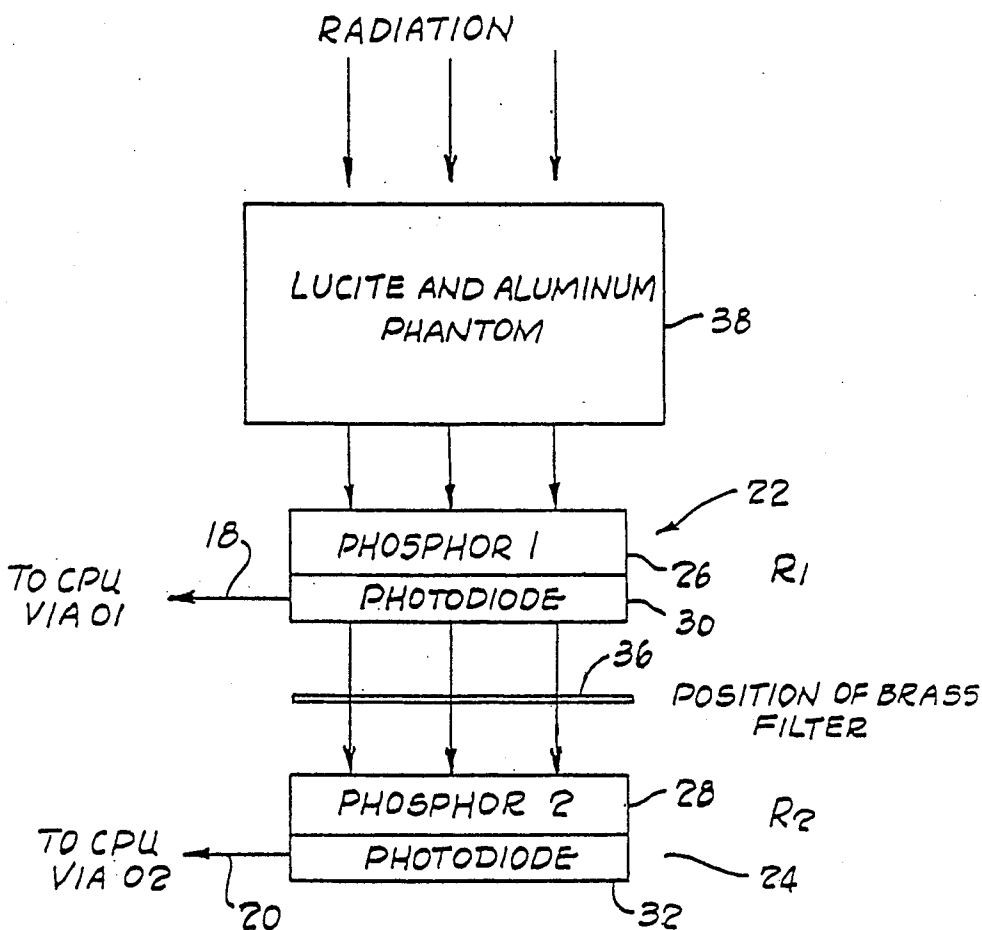 RADIATION
LUCITE AND ALUMINUM
PHANTOM
38
22
PHOSPHOR 1
26
R1
18
TO CPU
VIA 01
PHOTODIODE
30
36
POSITION OF BRASS
FILTER
PHOSPHOR 2
28
R2
TO CPU
VIA 02
PHOTODIODE
24
20
32